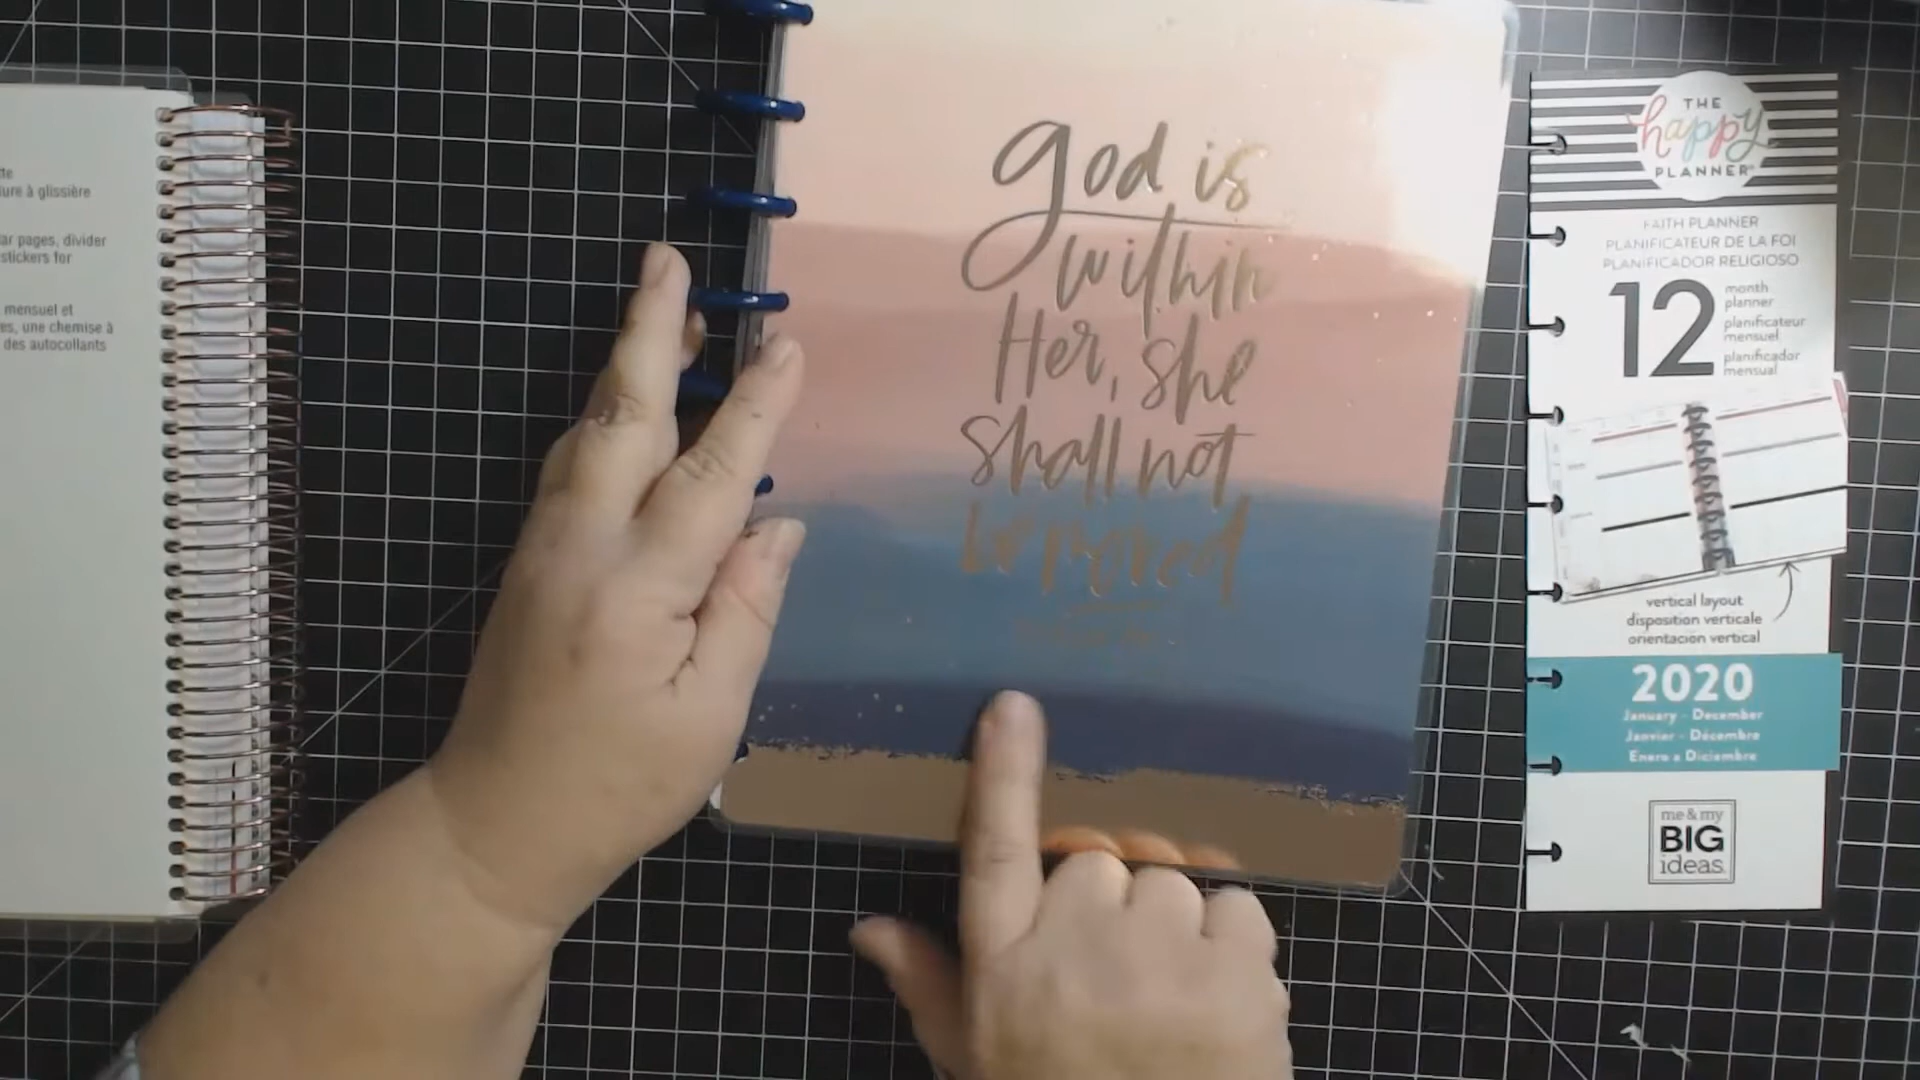 tte
lure à glissière
ar pages, divider
stickers for
mensuel et
es, une chemise à
des autocollants
god is
within
Her, she
shall not
be moved
THE
happy
PLANNER
FAITH PLANNER
PLANIFICATEUR DE LA FOI
PLANIFICADOR RELIGIOSO
12
month
planner
planificateur
mensuel
planificador
mensual
vertical layout
disposition verticale
orientacion vertical
2020
January - December
Janvier - Décembre
Enero a Diciembre
me & my
BIG
ideas